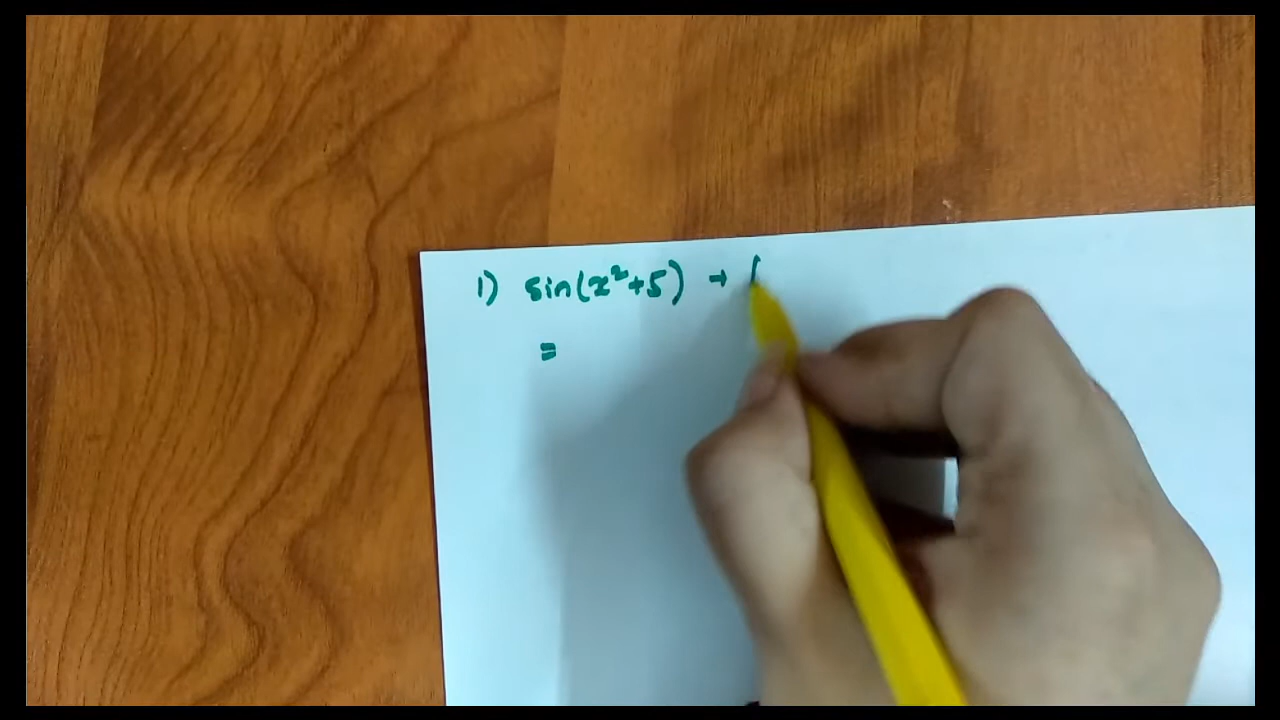 1) sin(x²+5) → (
=